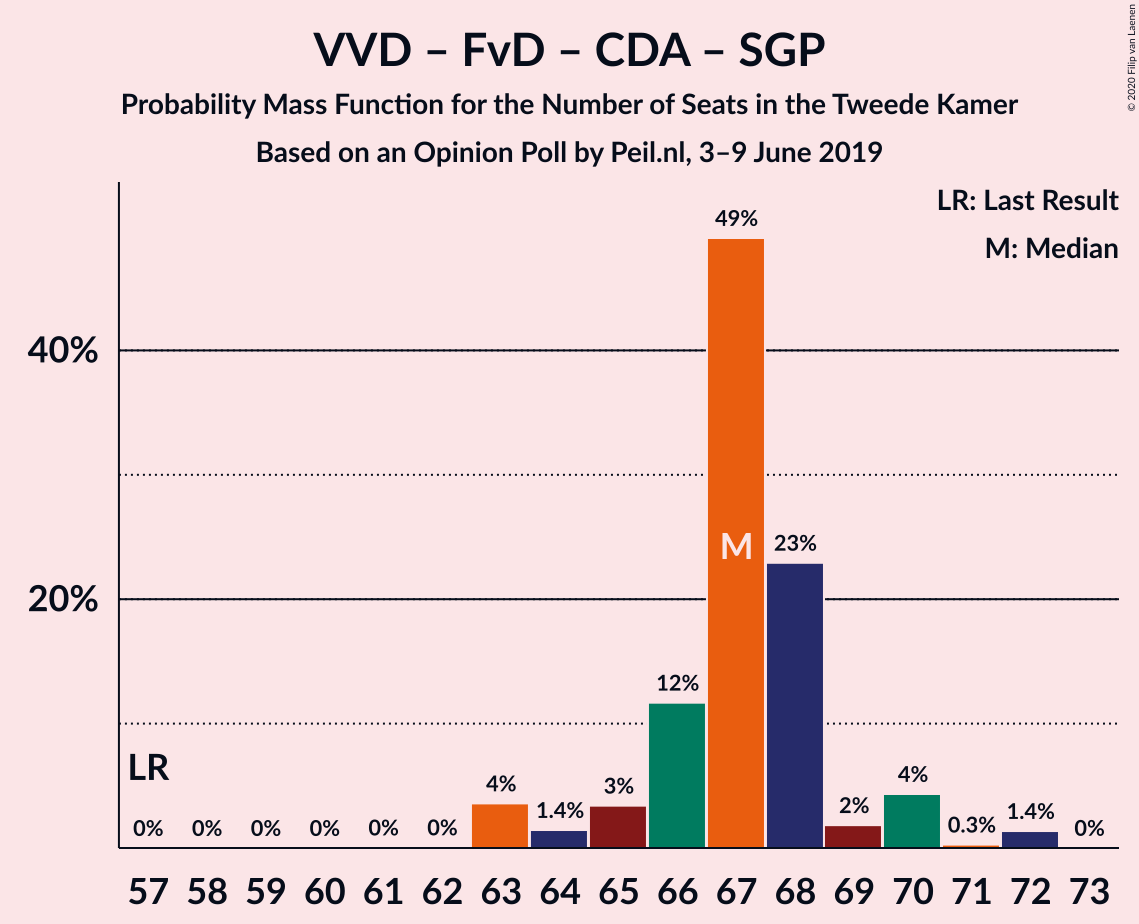 VVD – FvD – CDA – SGP
Probability Mass Function for the Number of Seats in the Tweede Kamer
Based on an Opinion Poll by Peil.nl, 3–9 June 2019
© 2020 Filip van Laenen
LR: Last Result
M: Median
49%
40%
M
23%
20%
12%
LR
4%
1.4%
3%
2%
4%
0.3%
1.4%
0% 0% 0% 0% 0% 0% 0%
57 58 59 60 61 62 63 64 65 66 67 68 69 70 71 72 73